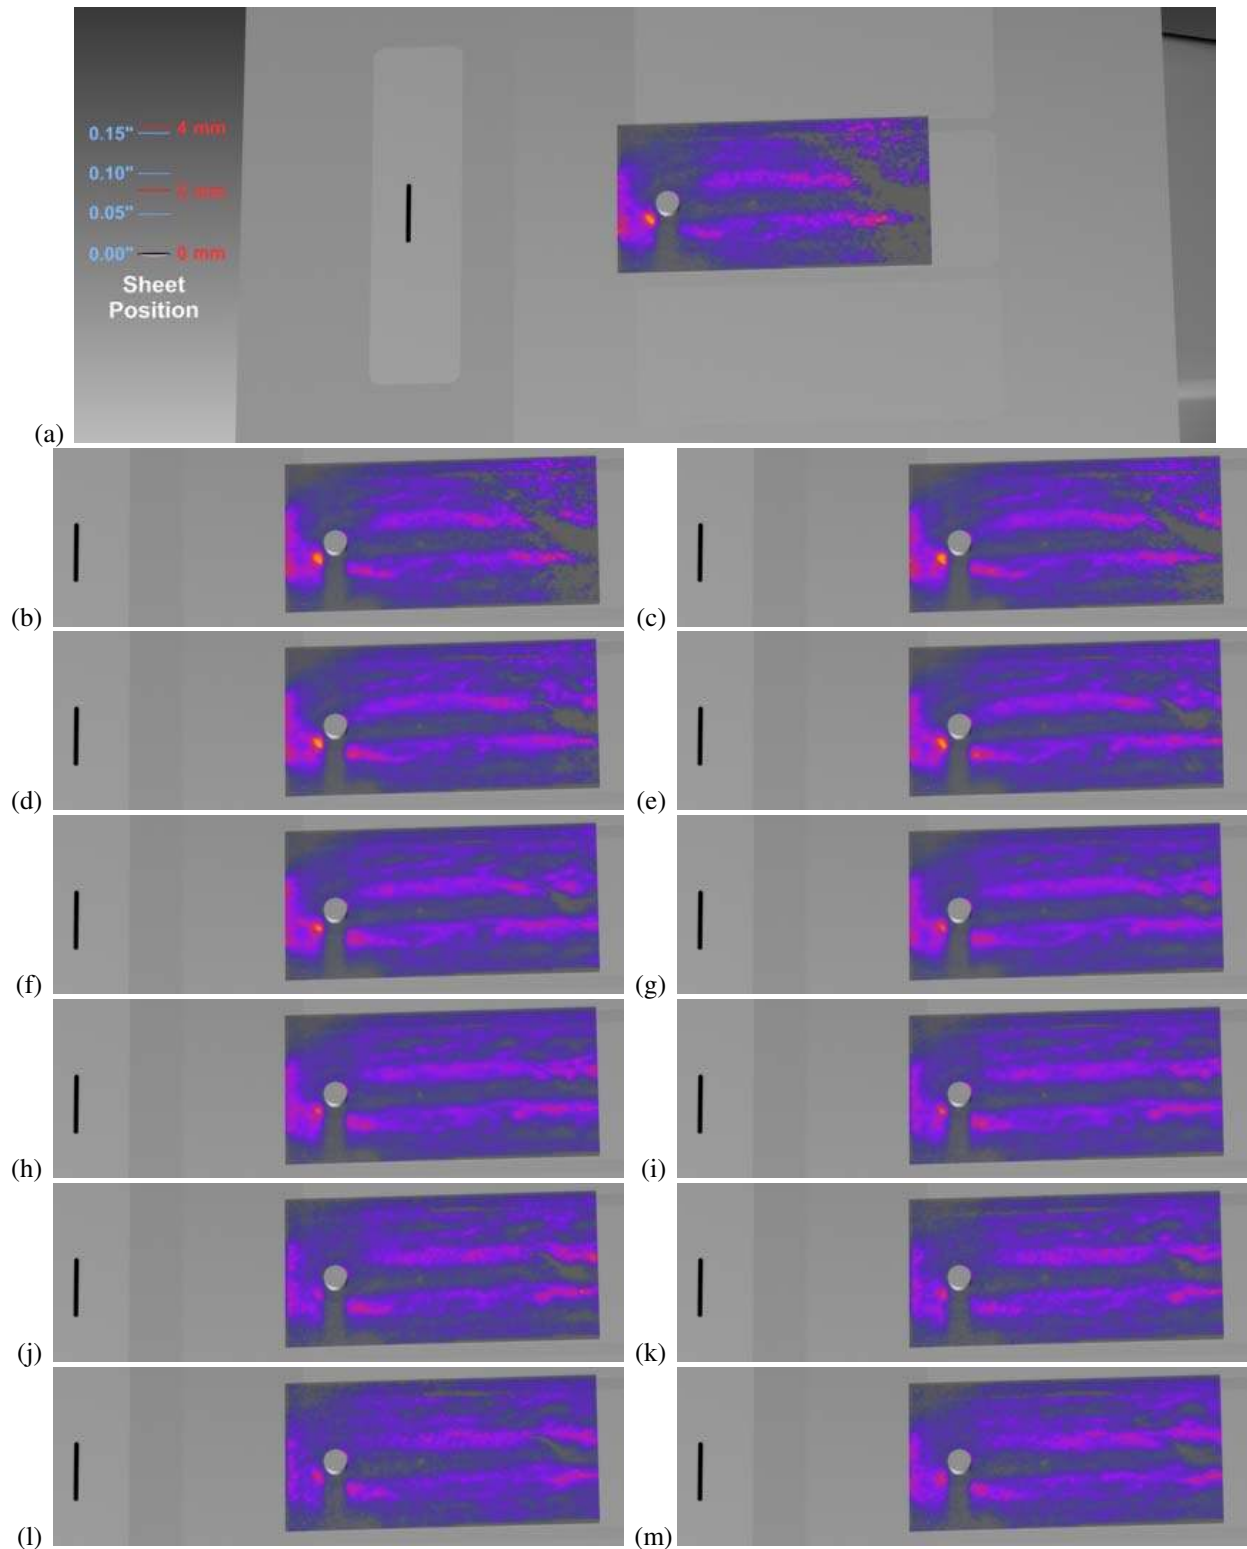 0.15" 4 mm
0.10"
0.05"
0.00" 0 mm
Sheet
Position
(a)
(b) (c)
(d) (e)
(f) (g)
(h) (i)
(j) (k)
(l) (m)